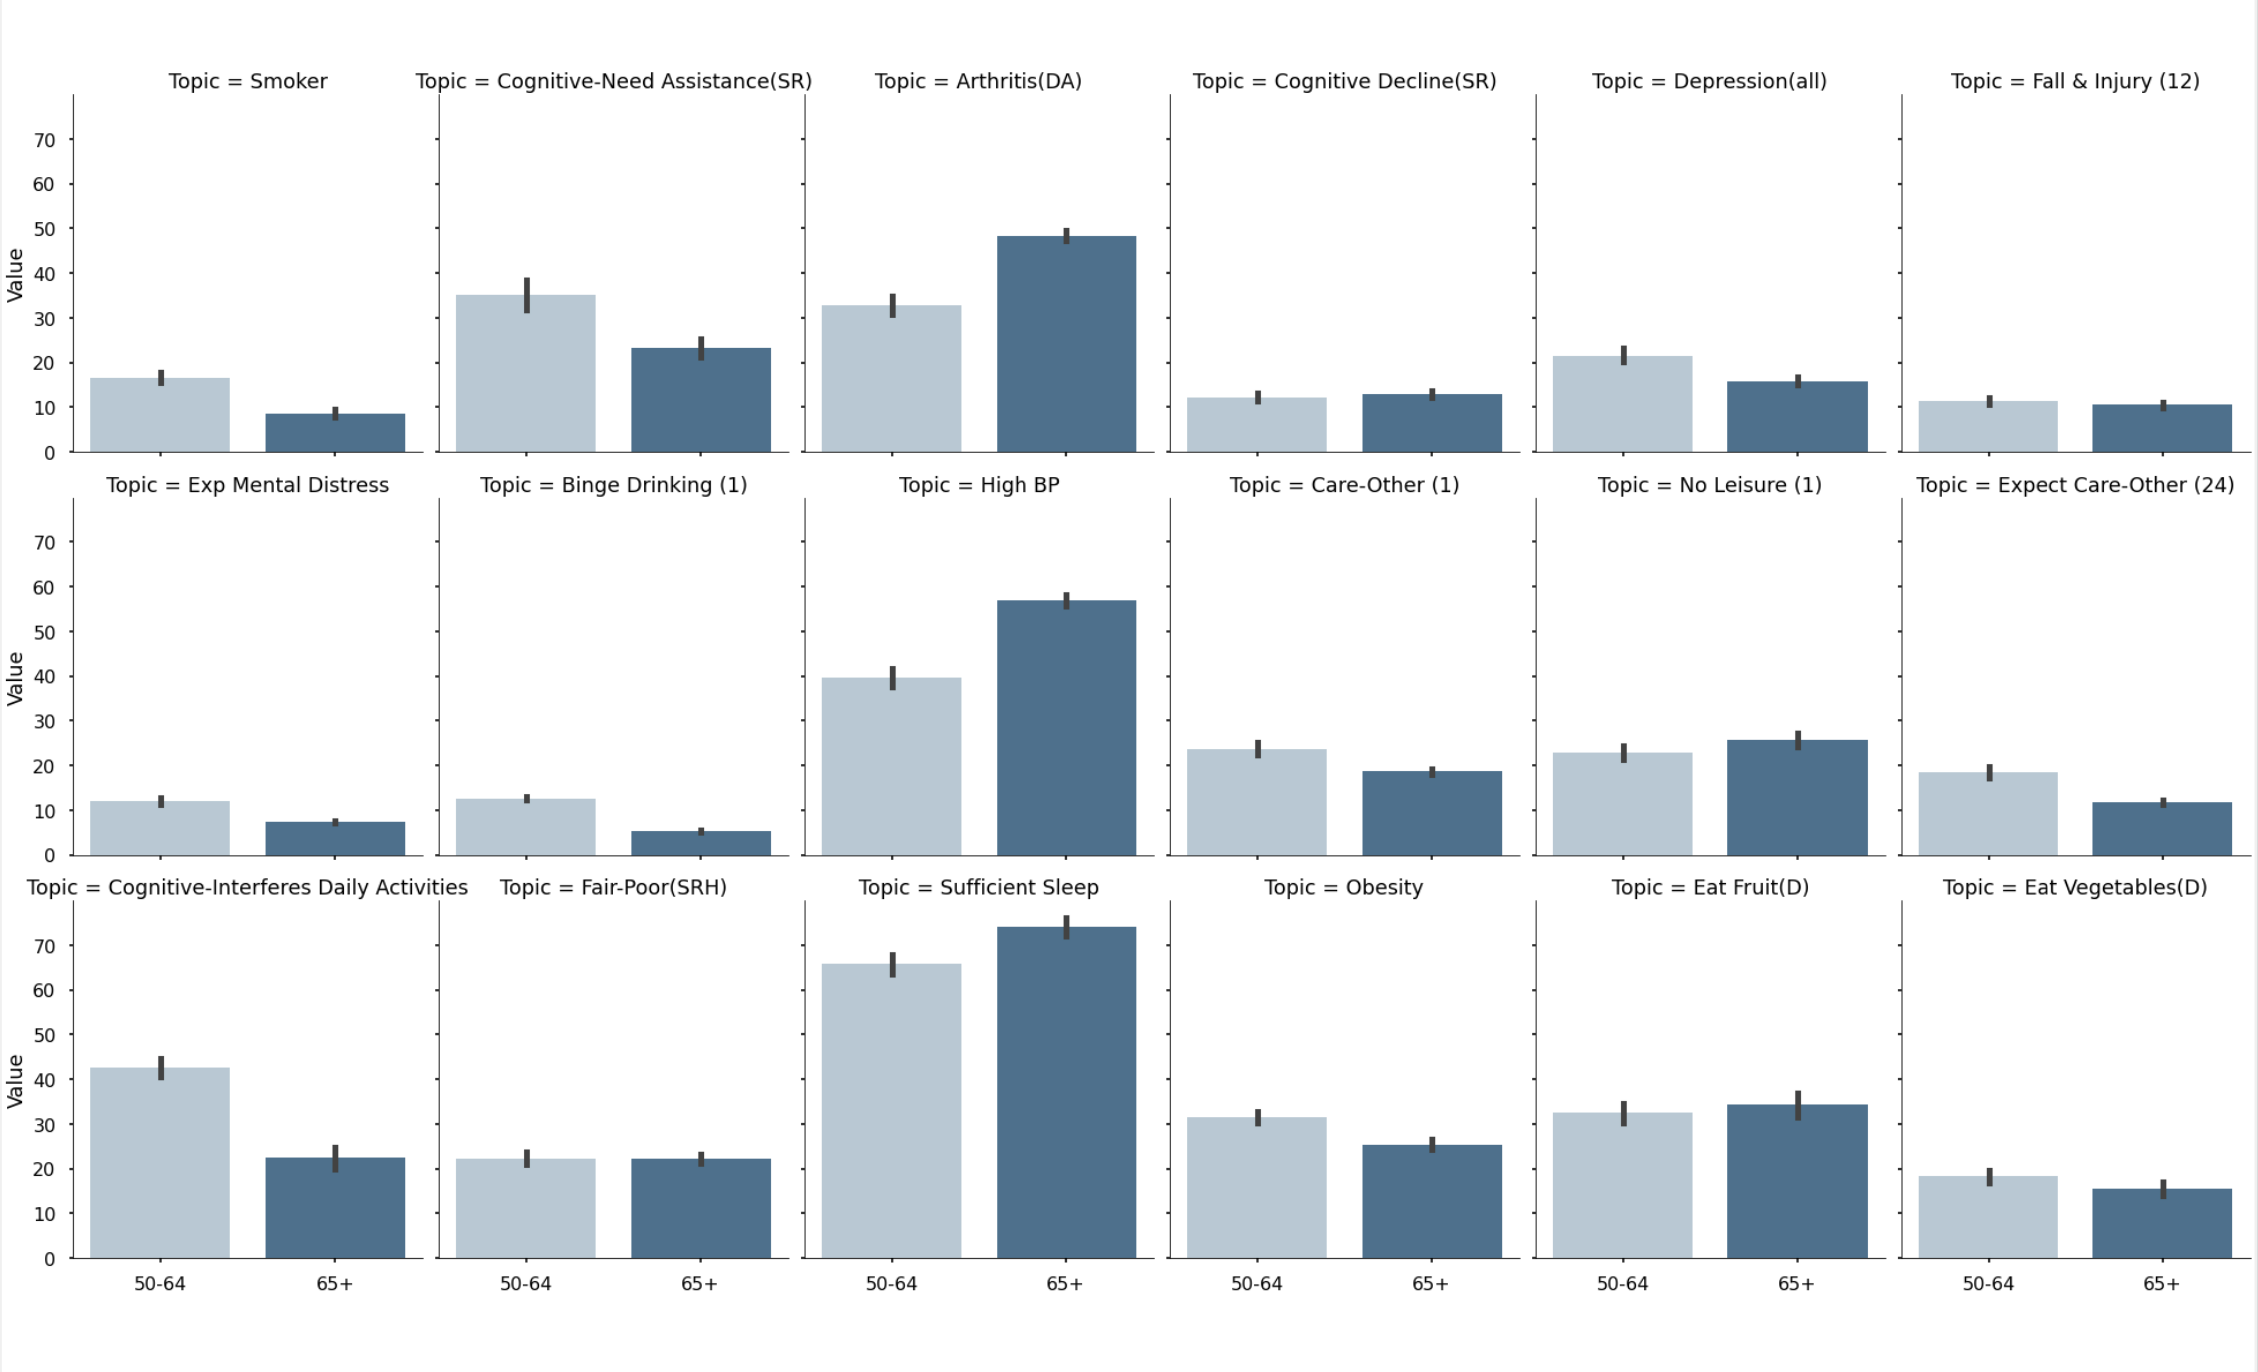 Topic = Smoker
Topic = Cognitive-Need Assistance(SR)
Topic = Arthritis(DA)
Topic = Cognitive Decline(SR)
Topic = Depression(all)
Topic = Fall & Injury (12)
70
60
50
40
30
20
10
0
Value
Topic = Exp Mental Distress
Topic = Binge Drinking (1)
Topic = High BP
Topic = Care-Other (1)
Topic = No Leisure (1)
Topic = Expect Care-Other (24)
70
60
50
40
30
20
10
0
Value
Topic = Cognitive-Interferes Daily Activities
Topic = Fair-Poor(SRH)
Topic = Sufficient Sleep
Topic = Obesity
Topic = Eat Fruit(D)
Topic = Eat Vegetables(D)
70
60
50
40
30
20
10
0
Value
50-64
65+
50-64
65+
50-64
65+
50-64
65+
50-64
65+
50-64
65+